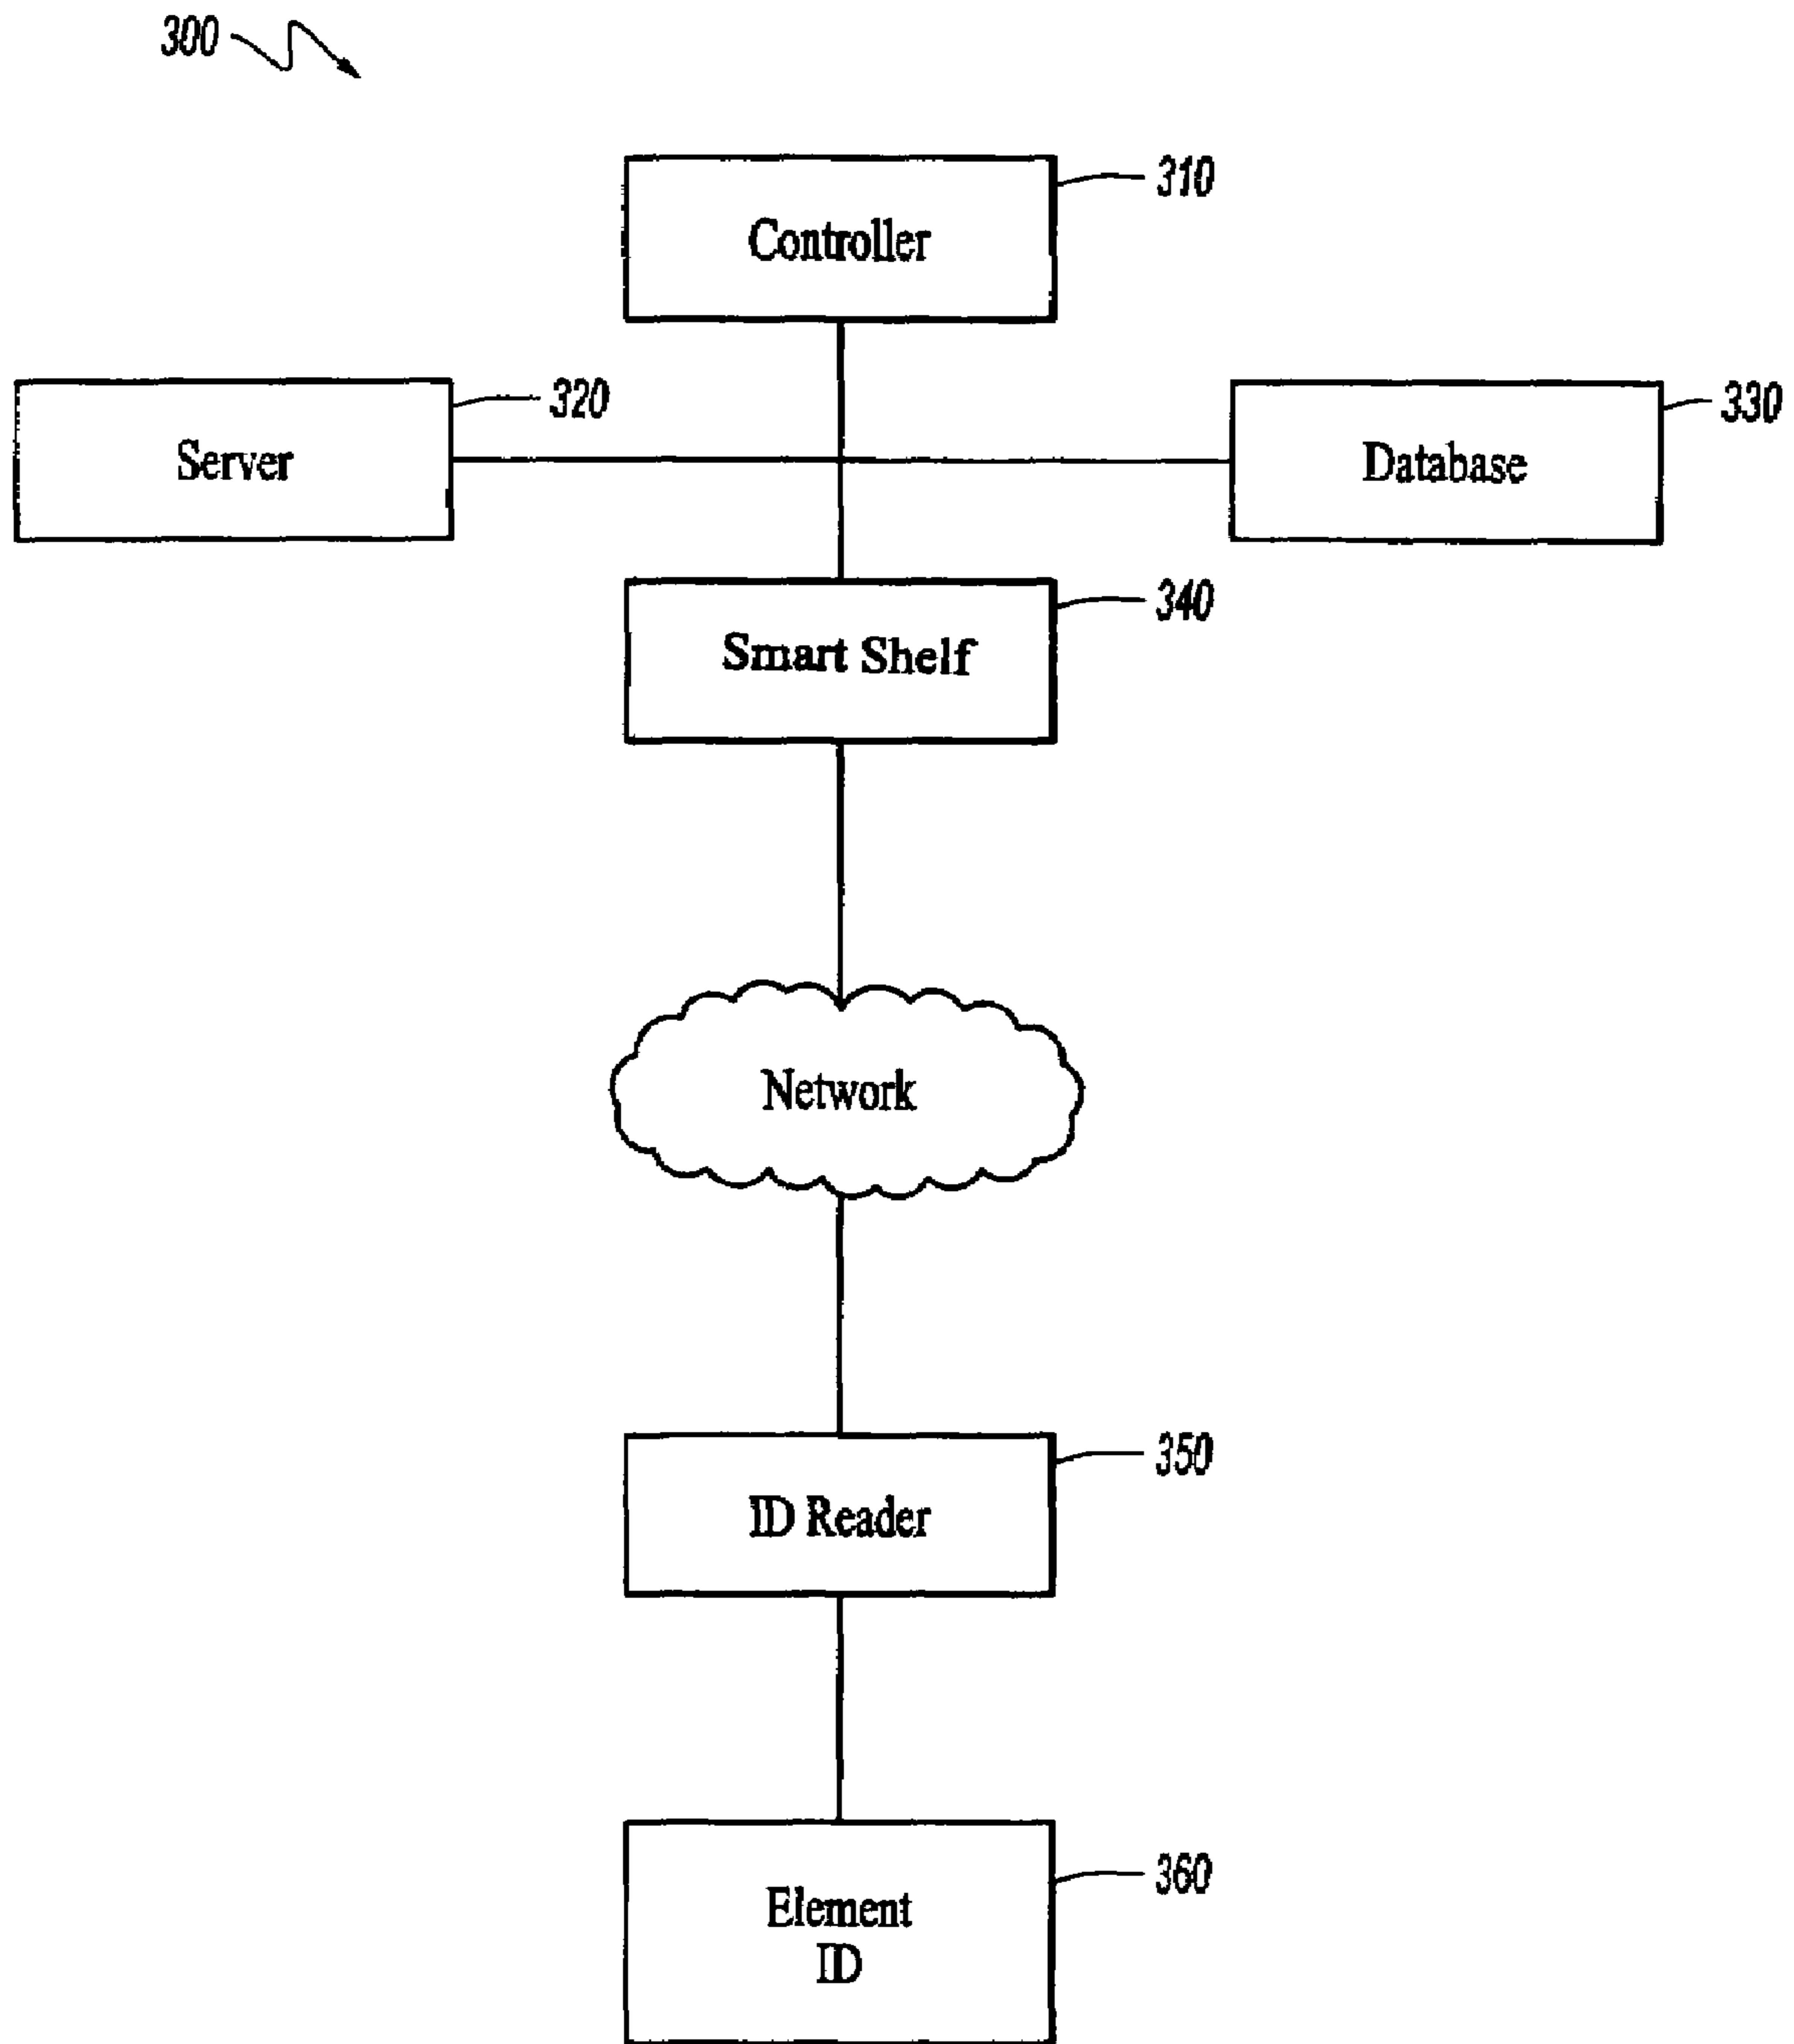 300
310
Controller
320
330
Server
Database
340
Smart Shelf
Network
350
ID Reader
360
Element
ID